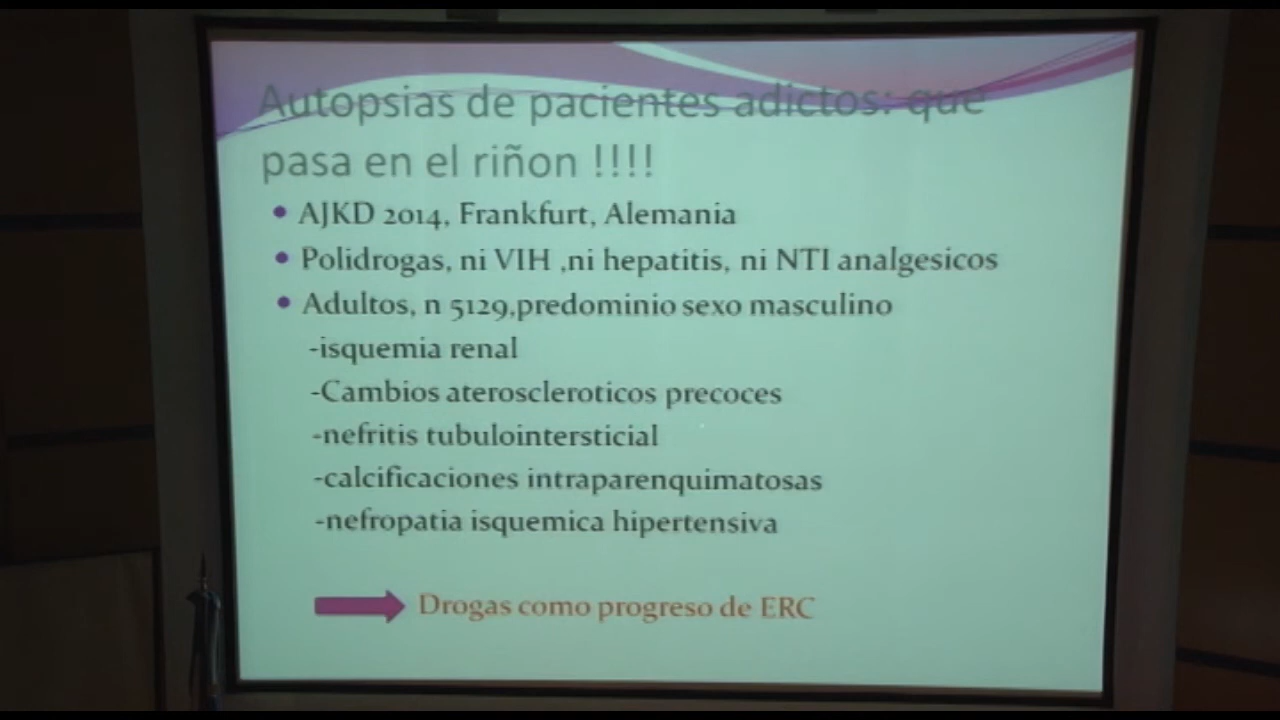 Autopsias de pacientes adictos: que
pasa en el riñon !!!!
• AJKD 2014, Frankfurt, Alemania
• Polidrogas, ni VIH ,ni hepatitis, ni NTI analgesicos
• Adultos, n 5129,predominio sexo masculino
-isquemia renal
-Cambios ateroscleroticos precoces
-nefritis tubulointersticial
-calcificaciones intraparenquimatosas
-nefropatia isquemica hipertensiva
Drogas como progreso de ERC